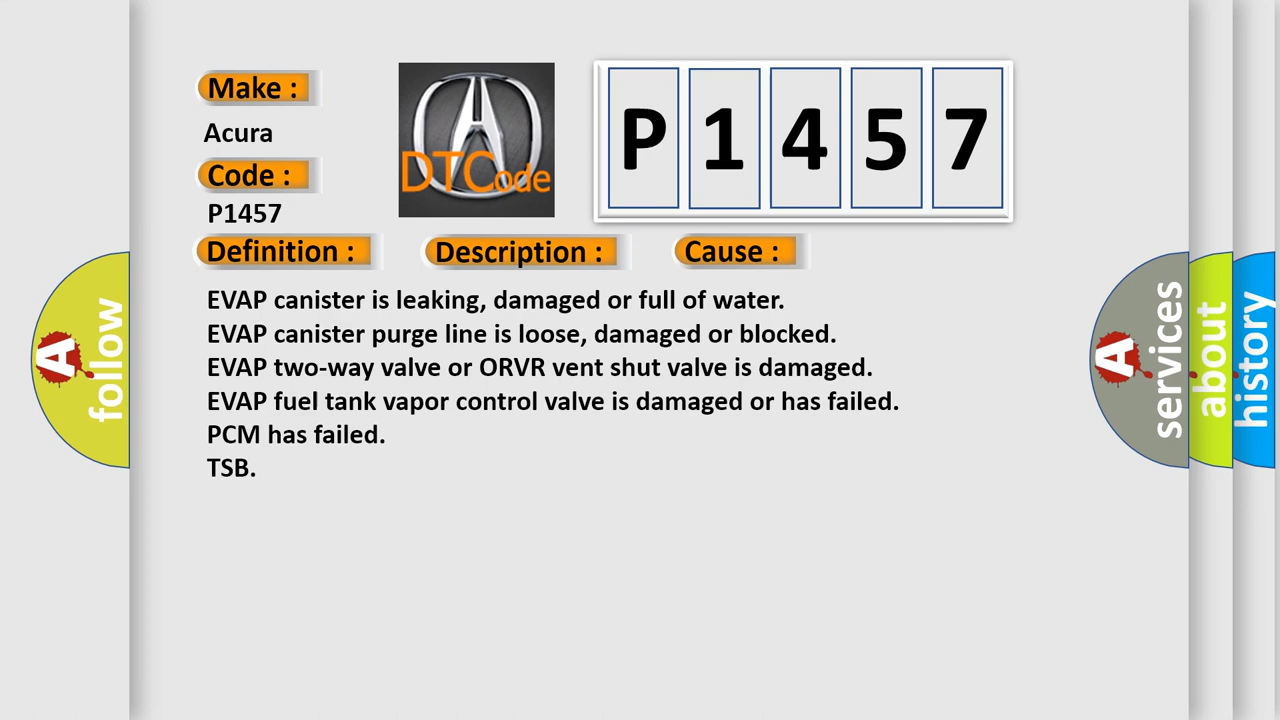 Make :
Acura
Code :
P1457
DTCode
P 1 4 5 7
Definition : Description : Cause :
EVAP canister is leaking, damaged or full of water.
EVAP canister purge line is loose, damaged or blocked.
EVAP two-way valve or ORVR vent shut valve is damaged.
EVAP fuel tank vapor control valve is damaged or has failed.
PCM has failed.
TSB.
A follow
A services
about
history